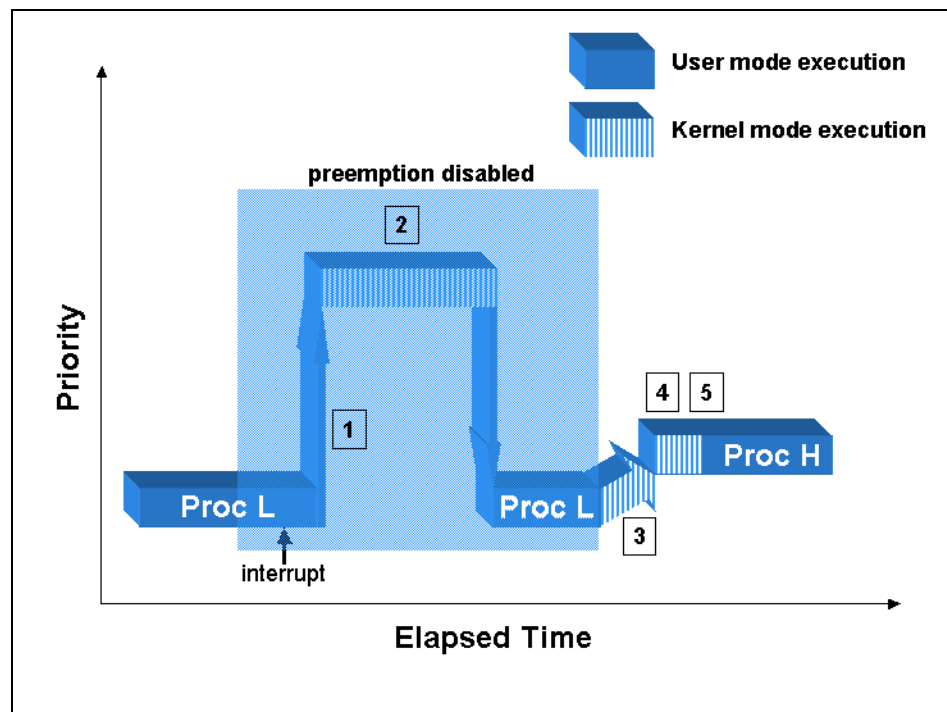 User mode execution
Kernel mode execution
preemption disabled
2
Priority
1
4 5
Proc L
Proc L
Proc H
3
interrupt
Elapsed Time